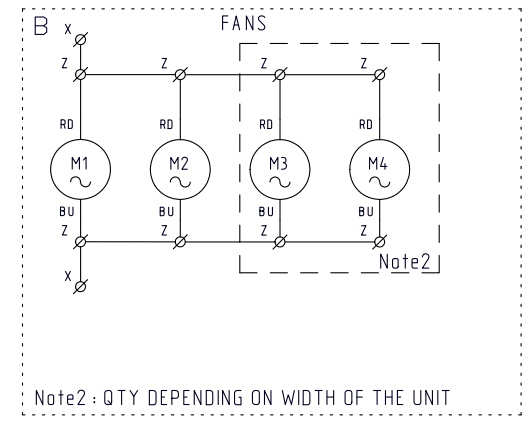 B
FANS
X
Z Z Z Z
RD RD RD RD
M1 M2 M3 M4
BU BU BU BU
Z Z Z Z
Note2
X
Note2 : QTY DEPENDING ON WIDTH OF THE UNIT